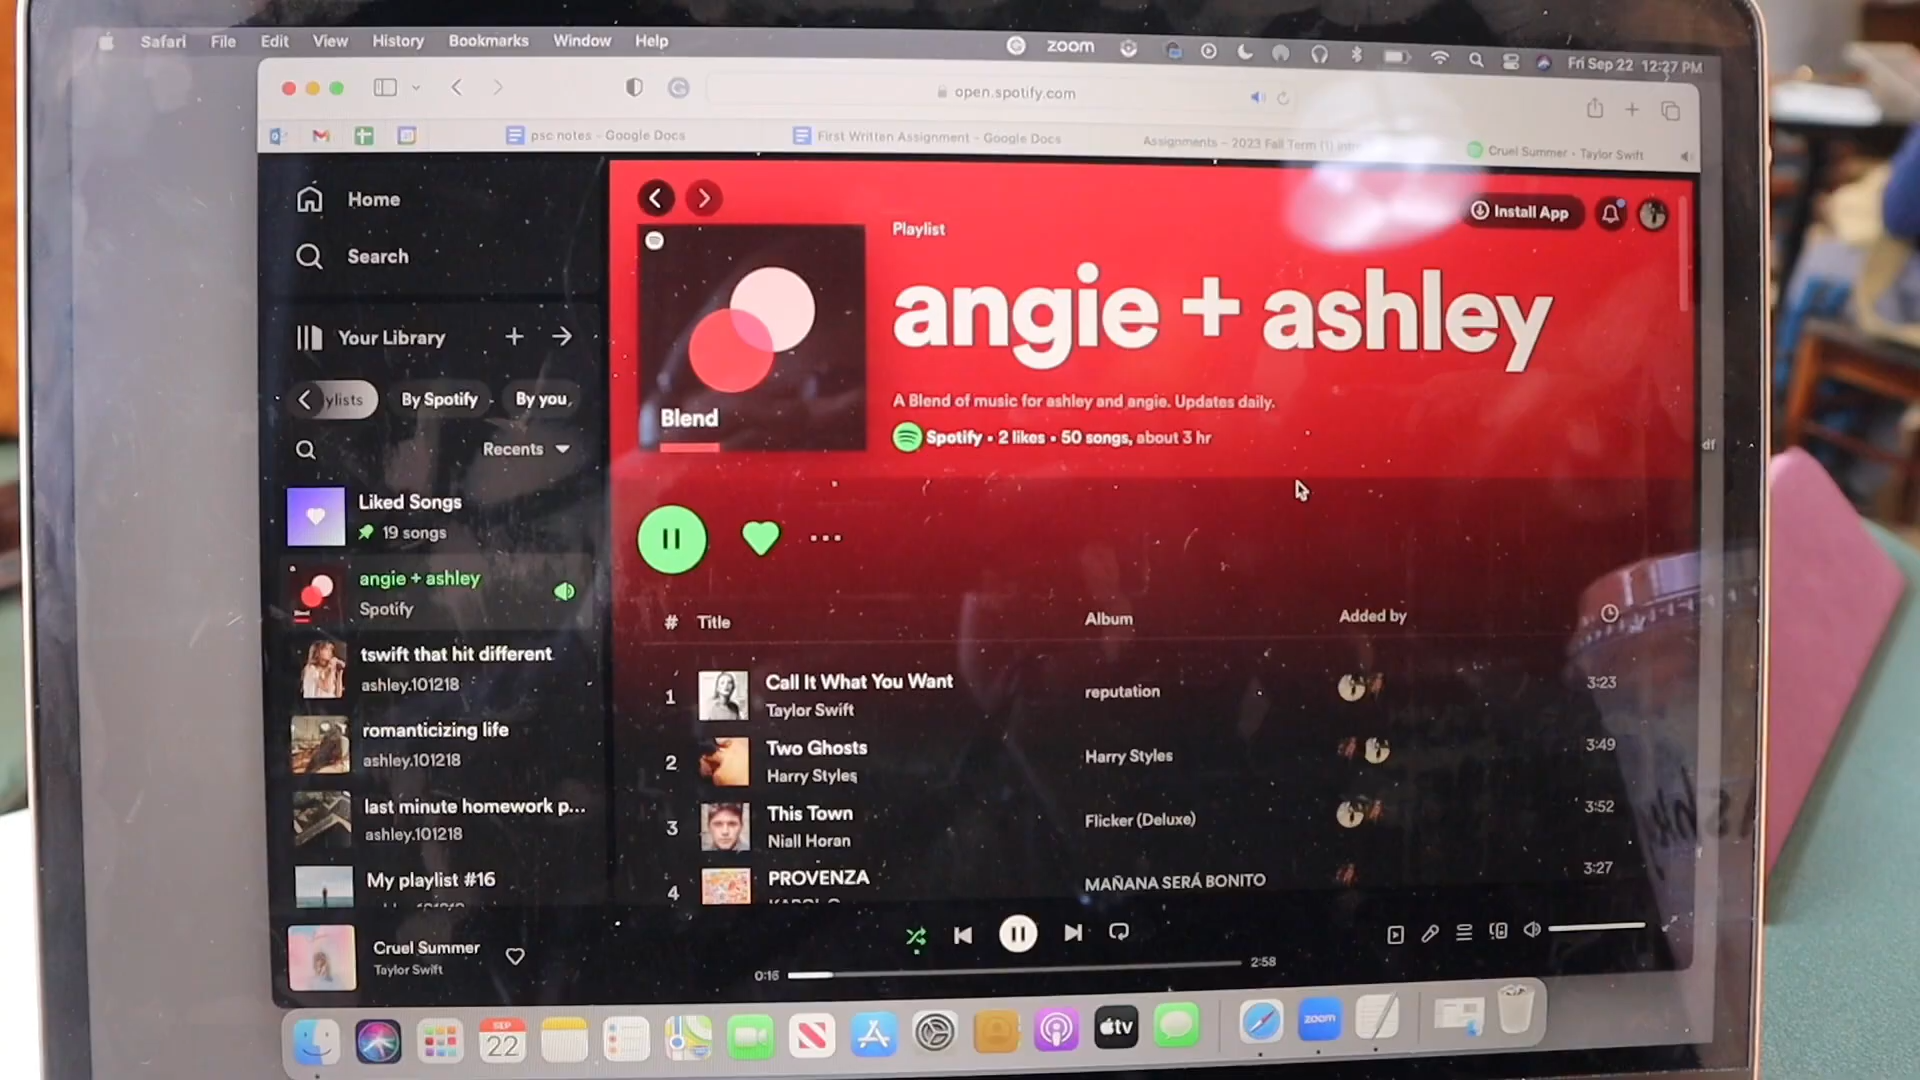 Safari File Edit View History Bookmarks Window Help
zoom
Fri Sep 22 12:27 PM
open.spotify.com
psc notes - Google Docs
First Written Assignment - Google Docs
Assignments – 2023 Fall Term (1)
Cruel Summer • Taylor Swift
Home
Search
Your Library
ylists By Spotify By you
Recents
Liked Songs
19 songs
angie + ashley
Spotify
tswift that hit different
ashley.101218
romanticizing life
ashley.101218
last minute homework p...
ashley.101218
My playlist #16
Install App
Playlist
angie + ashley
Blend
A Blend of music for ashley and angie. Updates daily.
Spotify • 2 likes • 50 songs, about 3 hr
# Title Album Added by
1 Call It What You Want reputation 3:23
Taylor Swift
2 Two Ghosts Harry Styles 3:49
Harry Styles
3 This Town Flicker (Deluxe) 3:52
Niall Horan
4 PROVENZA MAÑANA SERÁ BONITO 3:27
Cruel Summer
Taylor Swift
0:16 2:58
df
SEP
22
tv
zoom